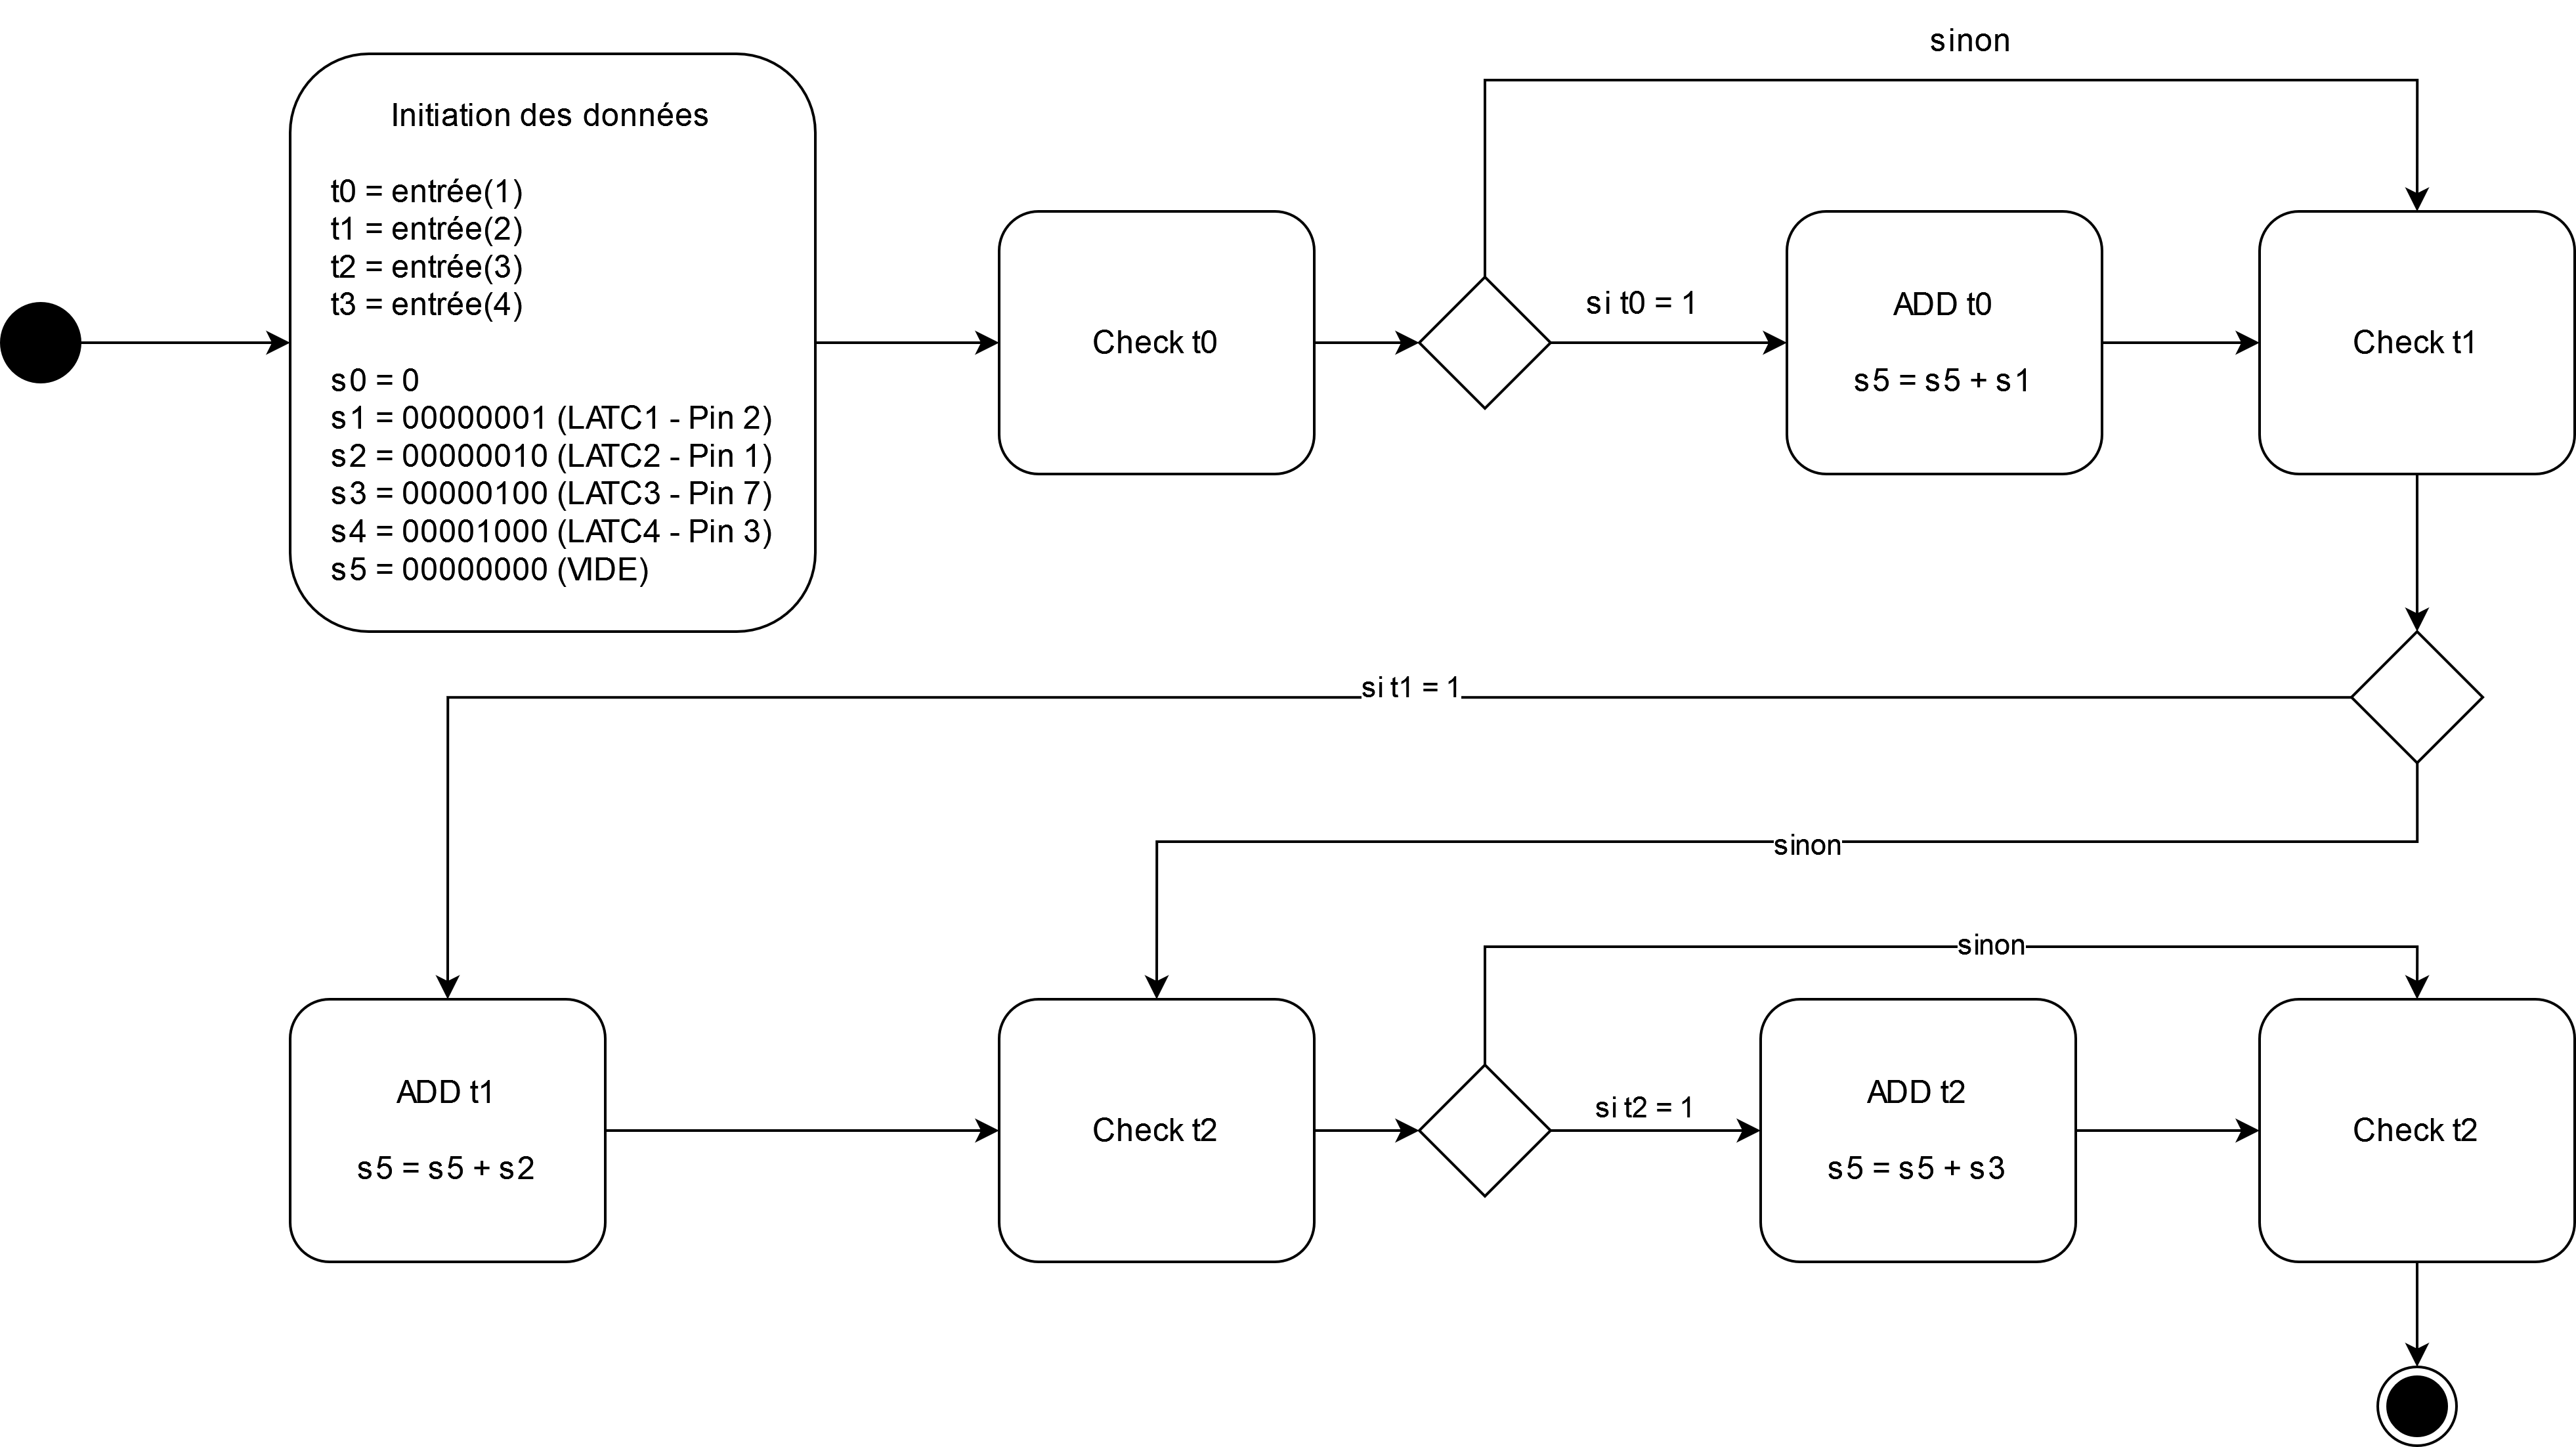 sinon
Initiation des données
t0 = entrée(1)
t1 = entrée(2)
t2 = entrée(3)
t3 = entrée(4)
s0 = 0
s1 = 00000001 (LATC1 - Pin 2)
s2 = 00000010 (LATC2 - Pin 1)
s3 = 00000100 (LATC3 - Pin 7)
s4 = 00001000 (LATC4 - Pin 3)
s5 = 00000000 (VIDE)
Check t0
si t0 = 1
ADD t0
s5 = s5 + s1
Check t1
si t1 = 1
sinon
ADD t1
s5 = s5 + s2
Check t2
sinon
si t2 = 1
ADD t2
s5 = s5 + s3
Check t2